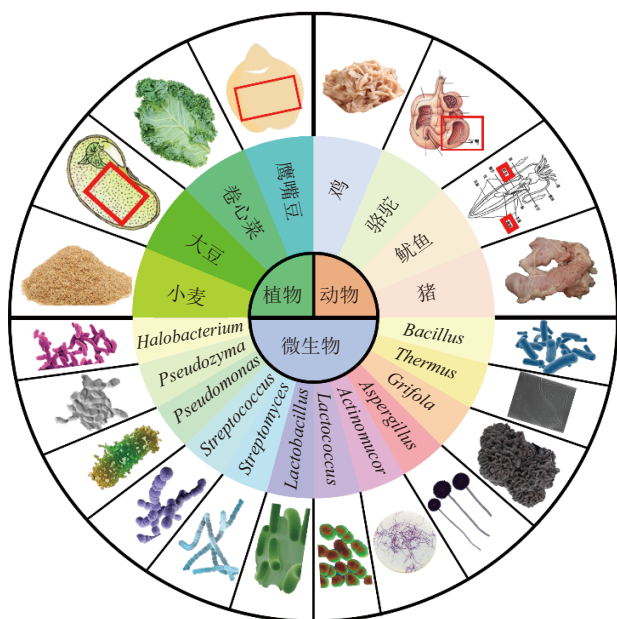 鹰嘴豆
鸡
卷心菜
骆驼
大豆
鱿鱼
小麦
猪
植物
动物
微生物
Halobacterium
Pseudozyma
Pseudomonas
Streptococcus
Streptomyces
Lactobacillus
Lactococcus
Actinomucor
Aspergillus
Grifola
Thermus
Bacillus